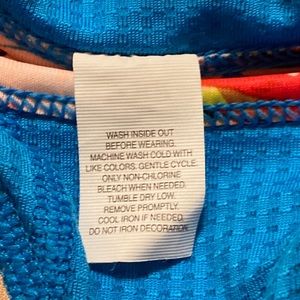 WASH INSIDE OUT
BEFORE WEARING.
MACHINE WASH COLD WITH
LIKE COLORS. GENTLE CYCLE.
ONLY NON-CHLORINE
BLEACH WHEN NEEDED.
TUMBLE DRY LOW.
REMOVE PROMPTLY.
COOL IRON IF NEEDED.
DO NOT IRON DECORATION.